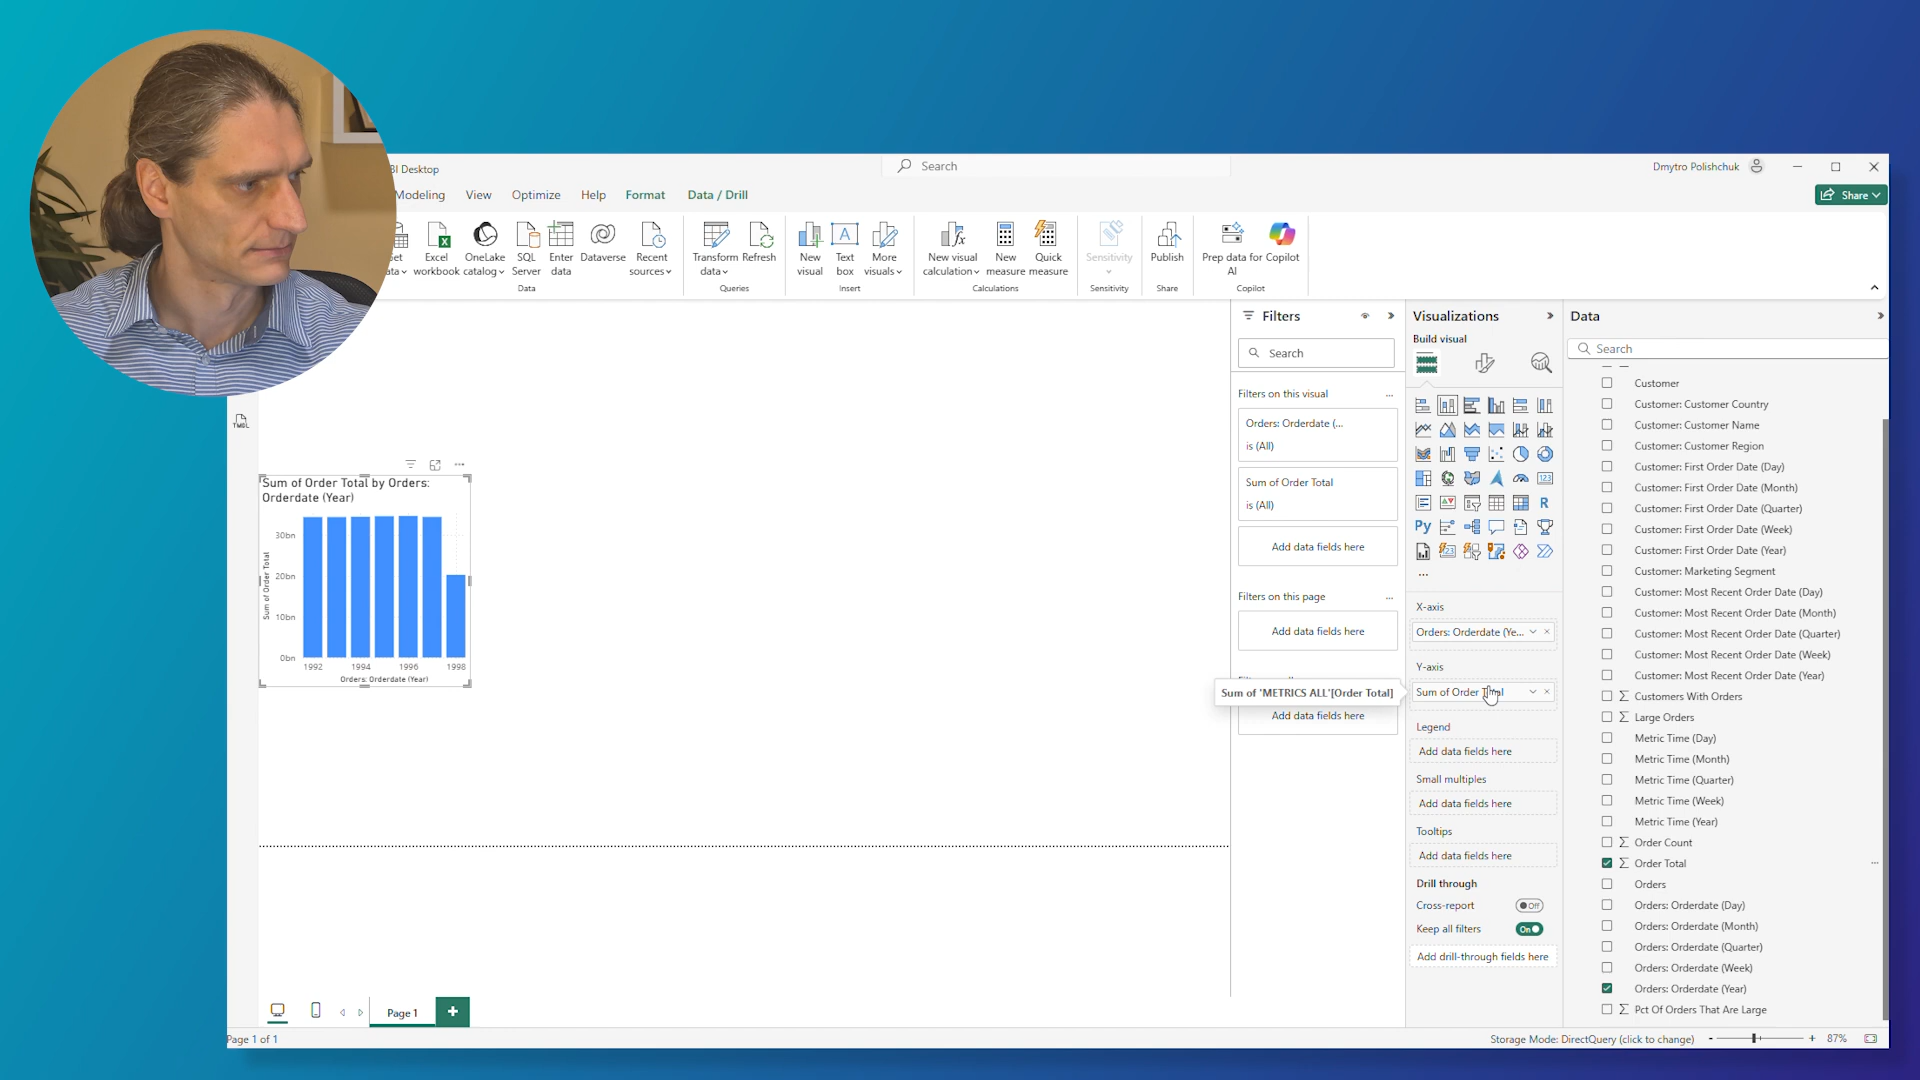 BI Desktop
Search
Dmytro Polishchuk
Modeling
View
Optimize
Help
Format
Data / Drill
Share
Excel
workbook
OneLake
catalog
SQL
Server
Enter
data
Dataverse
Recent
sources
Data
Transform
data
Refresh
Queries
New
visual
Text
box
More
visuals
Insert
New visual
calculation
New
measure
Quick
measure
Calculations
Sensitivity
Sensitivity
Publish
Share
Prep data for
AI
Copilot
Copilot
TMDL
Sum of Order Total by Orders:
Orderdate (Year)
Sum of Order Total
30bn
20bn
10bn
0bn
1992
1994
1996
1998
Orders: Orderdate (Year)
Filters
Search
Filters on this visual
...
Orders: Orderdate (...
is (All)
Sum of Order Total
is (All)
Add data fields here
Filters on this page
...
Add data fields here
Add data fields here
Sum of 'METRICS ALL'[Order Total]
Visualizations
Build visual
123
R
Py
123
...
X-axis
Orders: Orderdate (Ye...
Y-axis
Sum of Order Total
Legend
Add data fields here
Small multiples
Add data fields here
Tooltips
Add data fields here
Drill through
Cross-report
Off
Keep all filters
On
Add drill-through fields here
Data
Search
Customer
Customer: Customer Country
Customer: Customer Name
Customer: Customer Region
Customer: First Order Date (Day)
Customer: First Order Date (Month)
Customer: First Order Date (Quarter)
Customer: First Order Date (Week)
Customer: First Order Date (Year)
Customer: Marketing Segment
Customer: Most Recent Order Date (Day)
Customer: Most Recent Order Date (Month)
Customer: Most Recent Order Date (Quarter)
Customer: Most Recent Order Date (Week)
Customer: Most Recent Order Date (Year)
Σ Customers With Orders
Σ Large Orders
Metric Time (Day)
Metric Time (Month)
Metric Time (Quarter)
Metric Time (Week)
Metric Time (Year)
Σ Order Count
Σ Order Total
...
Orders
Orders: Orderdate (Day)
Orders: Orderdate (Month)
Orders: Orderdate (Quarter)
Orders: Orderdate (Week)
Orders: Orderdate (Year)
Σ Pct Of Orders That Are Large
Page 1
Page 1 of 1
Storage Mode: DirectQuery (click to change)
- + 87%